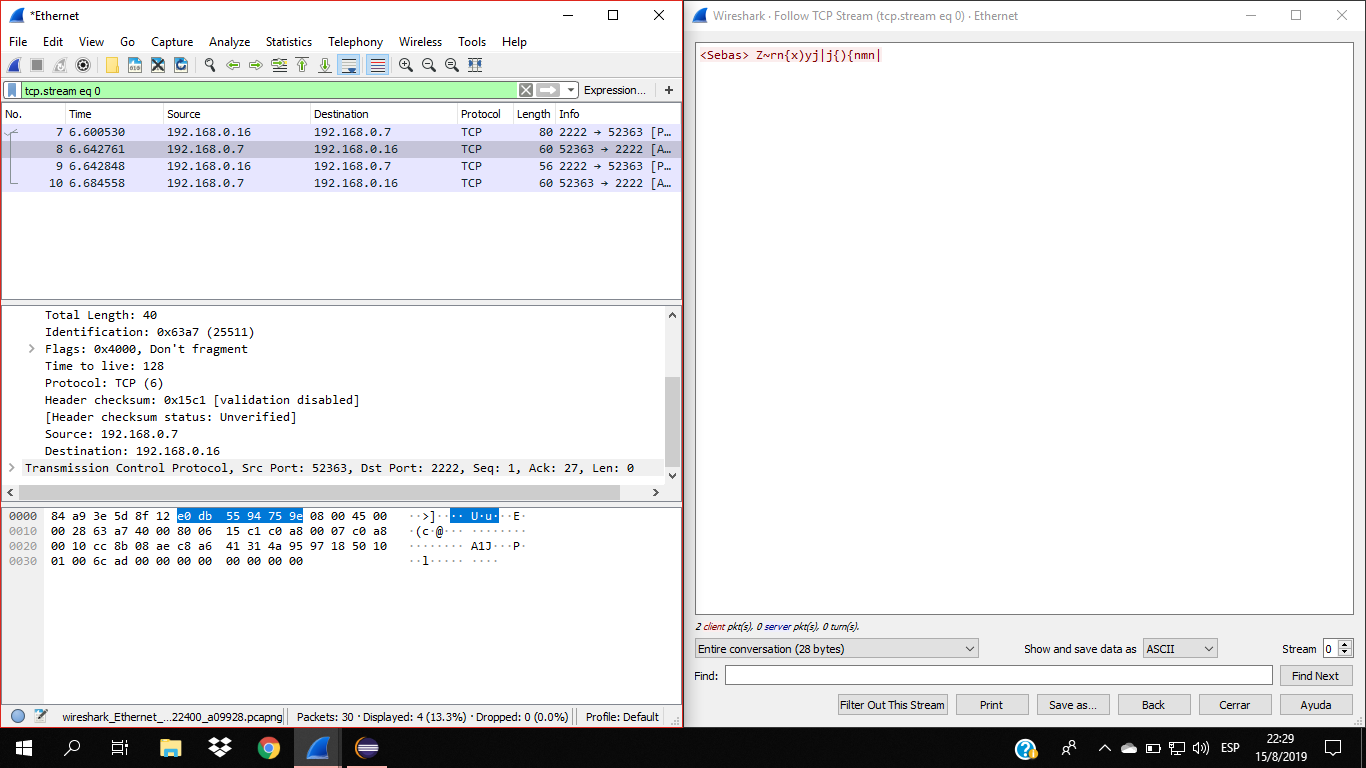 *Ethernet
File Edit View Go Capture Analyze Statistics Telephony Wireless Tools Help
tcp.stream eq 0 Expression... +
No. Time Source Destination Protocol Length Info
7 6.600530 192.168.0.16 192.168.0.7 TCP 80 2222 → 52363 [P…
8 6.642761 192.168.0.7 192.168.0.16 TCP 60 52363 → 2222 [A…
9 6.642848 192.168.0.16 192.168.0.7 TCP 56 2222 → 52363 [P…
10 6.684558 192.168.0.7 192.168.0.16 TCP 60 52363 → 2222 [A…
Total Length: 40
Identification: 0x63a7 (25511)
Flags: 0x4000, Don't fragment
Time to live: 128
Protocol: TCP (6)
Header checksum: 0x15c1 [validation disabled]
[Header checksum status: Unverified]
Source: 192.168.0.7
Destination: 192.168.0.16
Transmission Control Protocol, Src Port: 52363, Dst Port: 2222, Seq: 1, Ack: 27, Len: 0
0000 84 a9 3e 5d 8f 12 e0 db 55 94 75 9e 08 00 45 00 ··>]···· U·u···E·
0010 00 28 63 a7 40 00 80 06 15 c1 c0 a8 00 07 c0 a8 ·(c·@··· ········
0020 00 10 cc 8b 08 ae c8 a6 41 31 4a 95 97 18 50 10 ········ A1J···P·
0030 01 00 6c ad 00 00 00 00 00 00 00 00 ··l····· ····
wireshark_Ethernet_...22400_a09928.pcapng Packets: 30 · Displayed: 4 (13.3%) · Dropped: 0 (0.0%) Profile: Default
Wireshark · Follow TCP Stream (tcp.stream eq 0) · Ethernet
<Sebas> Z~rn{x)yj|j{){nmn|
2 client pkt(s), 0 server pkt(s), 0 turn(s).
Entire conversation (28 bytes) Show and save data as ASCII Stream 0
Find: Find Next
Filter Out This Stream Print Save as... Back Cerrar Ayuda
ESP 22:29
15/8/2019